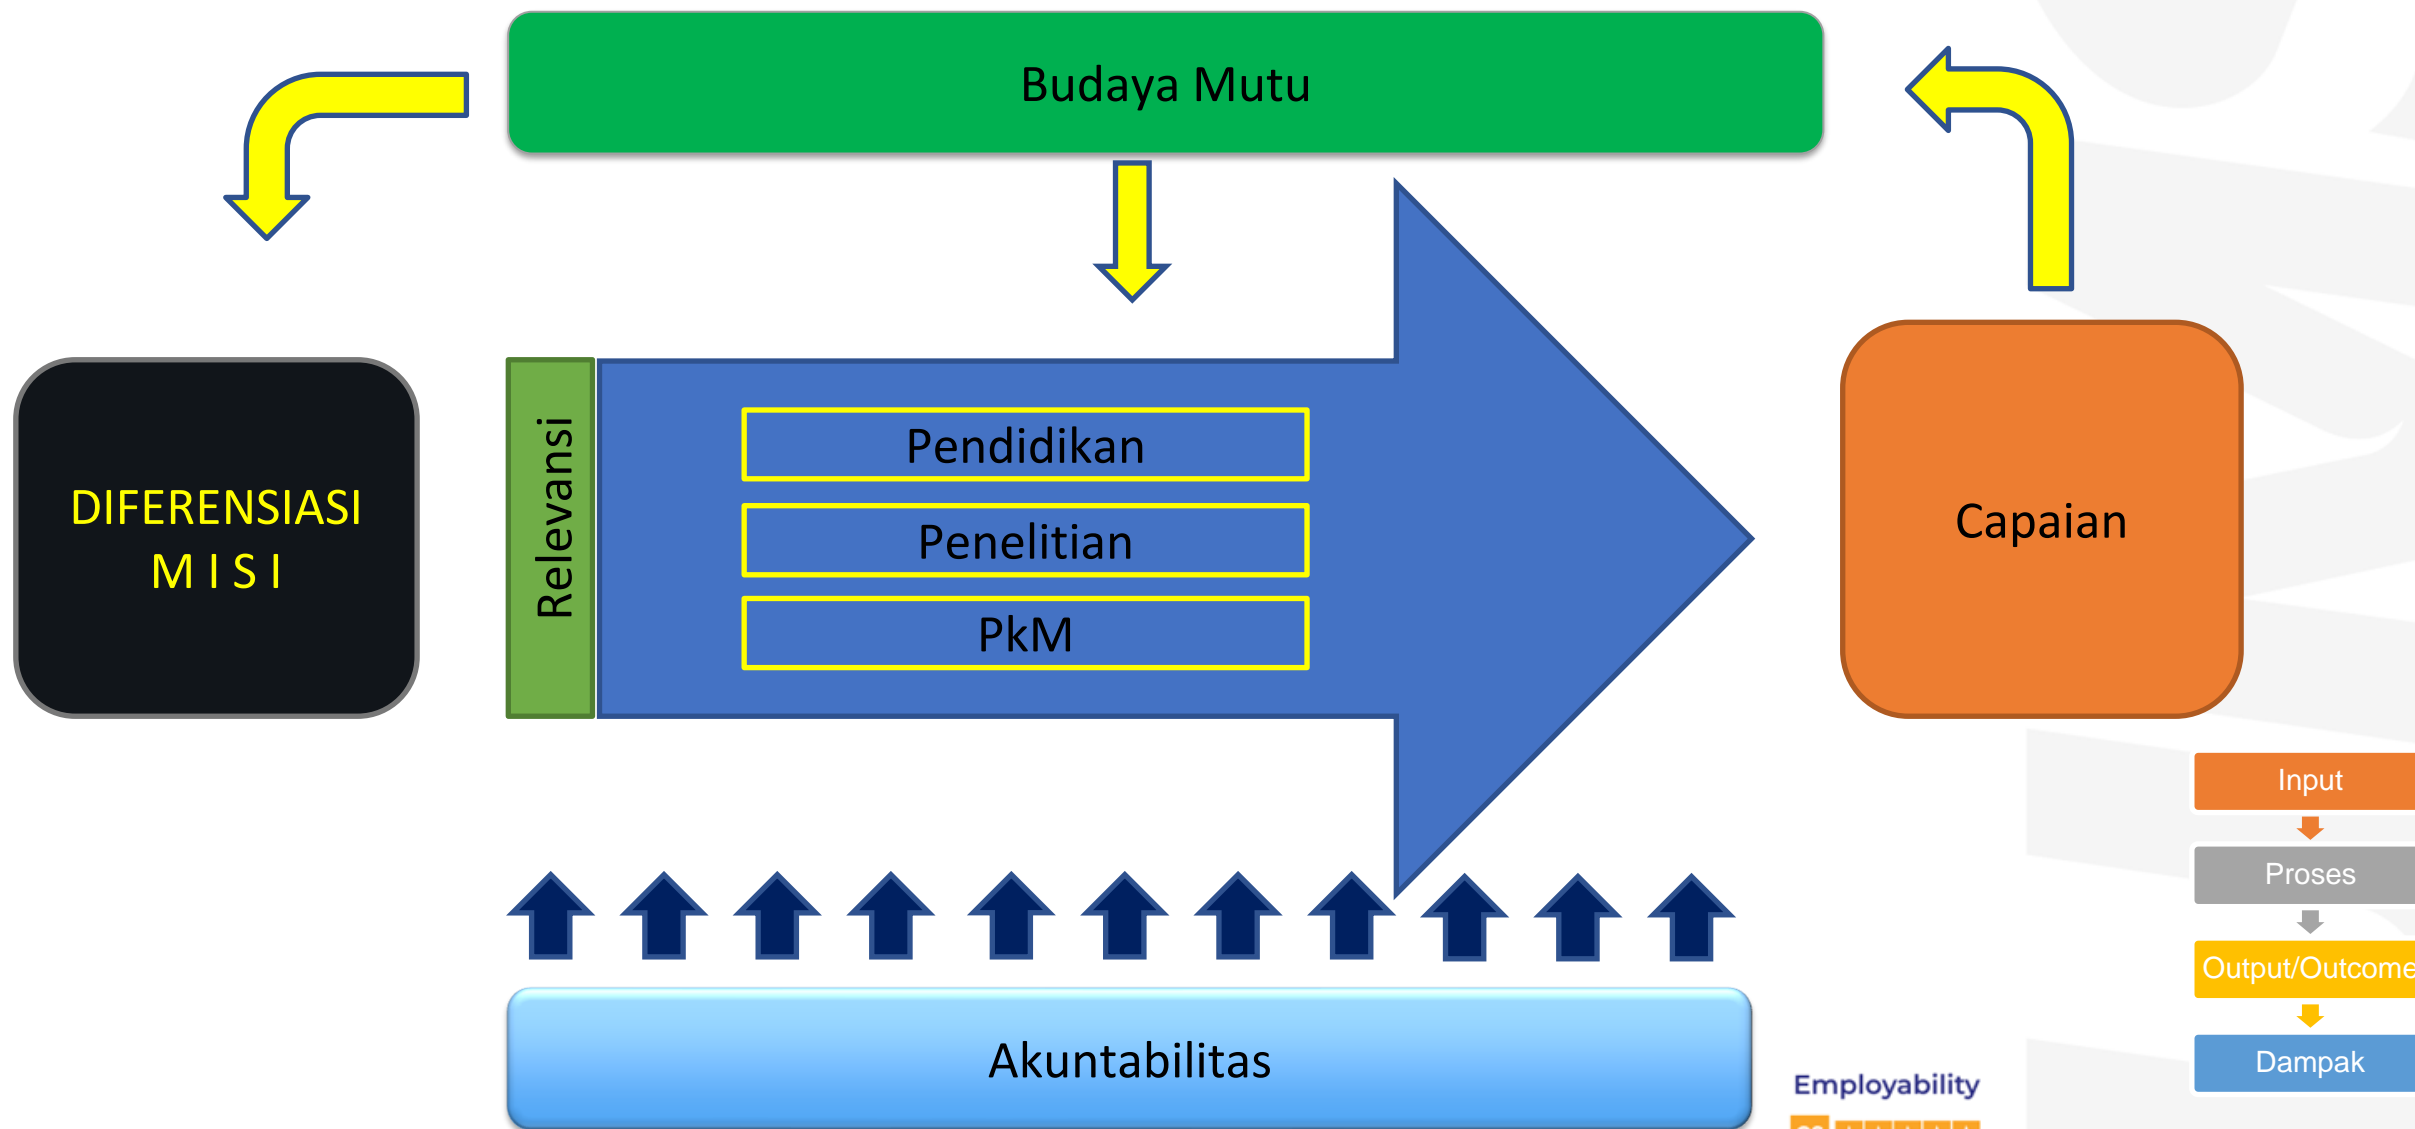 Budaya Mutu
DIFERENSIASI
M I S I
Relevansi
Pendidikan
Penelitian
PkM
Capaian
Akuntabilitas
Input
Proses
Output/Outcome
Dampak
Employability